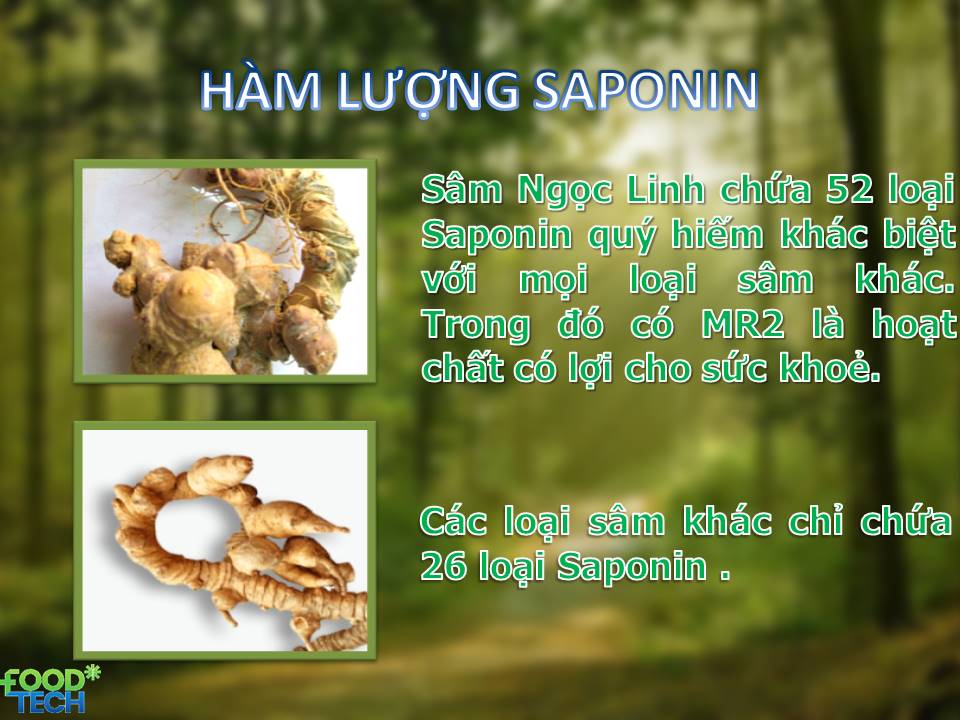 HÀM LƯỢNG SAPONIN
Sâm Ngọc Linh chứa 52 loại
Saponin quý hiếm khác biệt
với mọi loại sâm khác.
Trong đó có MR2 là hoạt
chất có lợi cho sức khoẻ.
Các loại sâm khác chỉ chứa
26 loại Saponin .
FOOD
TECH